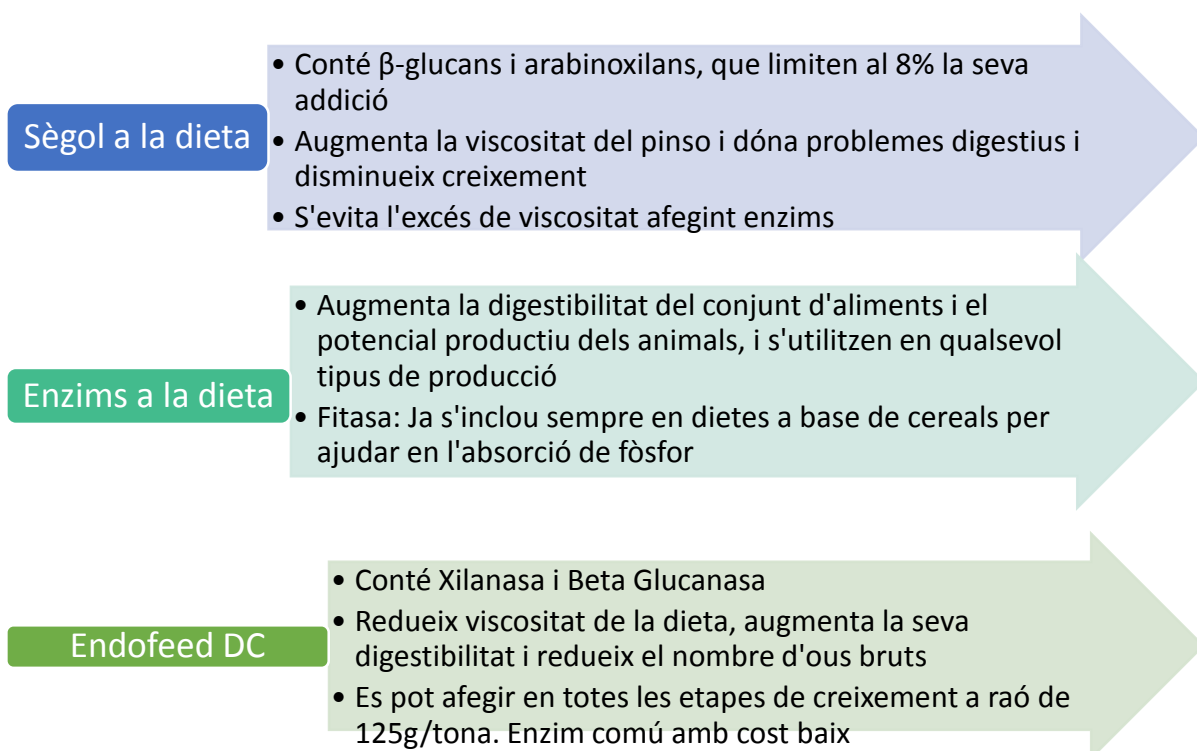 Sègol a la dieta
• Conté β-glucans i arabinoxilans, que limiten al 8% la seva
addició
• Augmenta la viscositat del pinso i dóna problemes digestius i
disminueix creixement
• S'evita l'excés de viscositat afegint enzims
Enzims a la dieta
• Augmenta la digestibilitat del conjunt d'aliments i el
potencial productiu dels animals, i s'utilitzen en qualsevol
tipus de producció
• Fitasa: Ja s'inclou sempre en dietes a base de cereals per
ajudar en l'absorció de fòsfor
Endofeed DC
• Conté Xilanasa i Beta Glucanasa
• Redueix viscositat de la dieta, augmenta la seva
digestibilitat i redueix el nombre d'ous bruts
• Es pot afegir en totes les etapes de creixement a raó de
125g/tona. Enzim comú amb cost baix